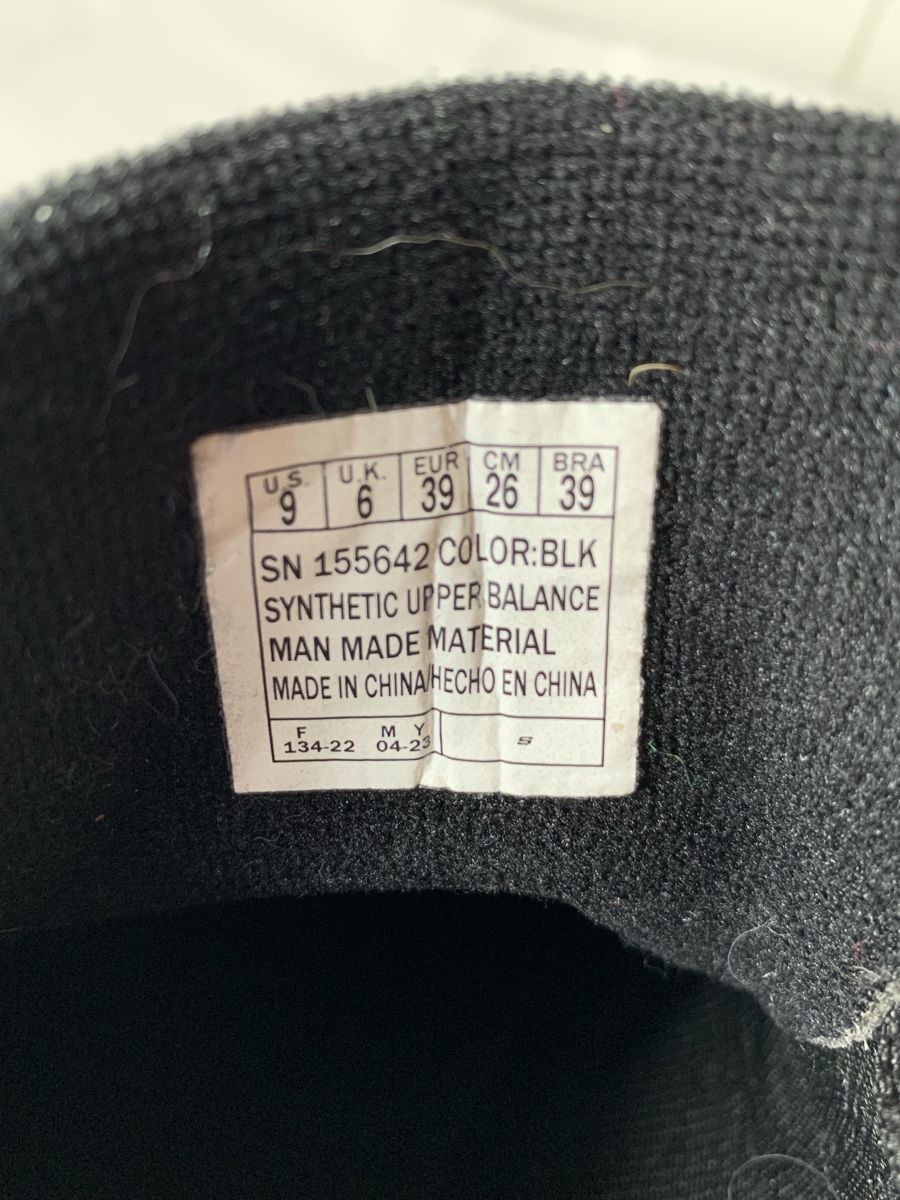 U.S. U.K. EUR CM BRA
9 6 39 26 39
SN 155642 COLOR:BLK
SYNTHETIC UPPER BALANCE
MAN MADE MATERIAL
MADE IN CHINA/HECHO EN CHINA
F M Y
134-22 04-23 S